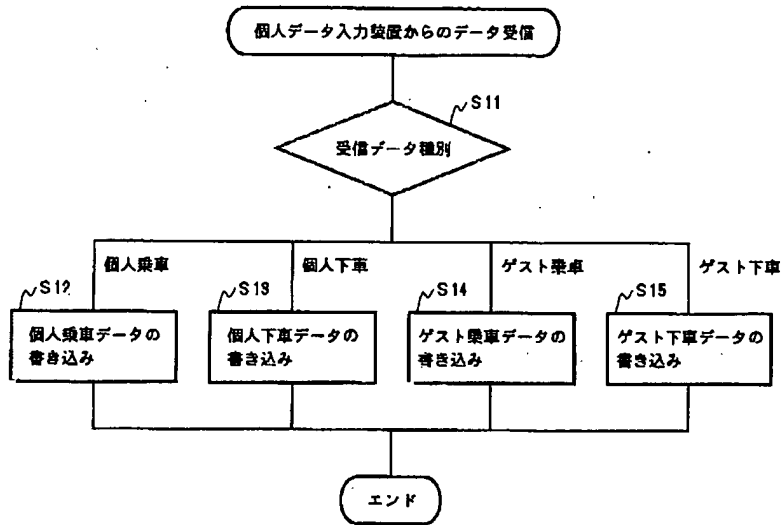 個人データ入力装置からのデータ受信
S11
受信データ種別
個人乗車
個人下車
ゲスト乗車
ゲスト下車
S12
S13
S14
S15
個人乗車データの
書き込み
個人下車データの
書き込み
ゲスト乗車データの
書き込み
ゲスト下車データの
書き込み
エンド